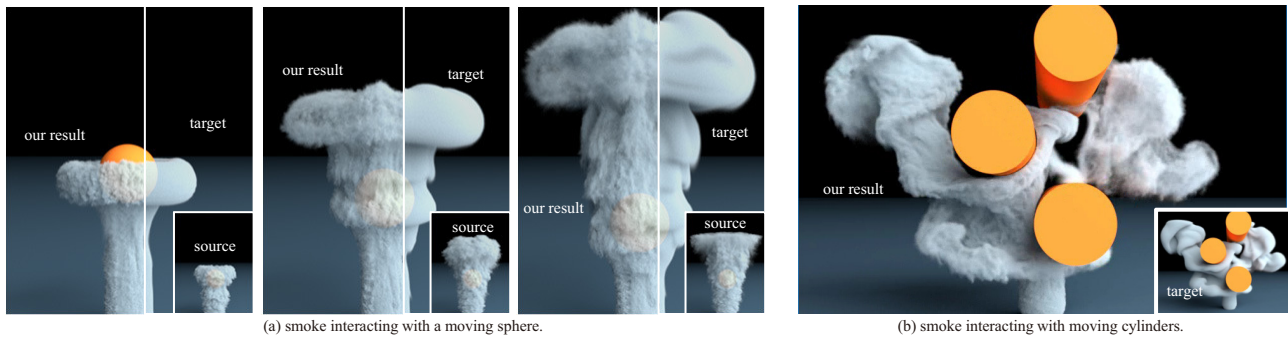 our result
target
source
our result
target
source
our result
target
source
(a) smoke interacting with a moving sphere.
our result
target
(b) smoke interacting with moving cylinders.